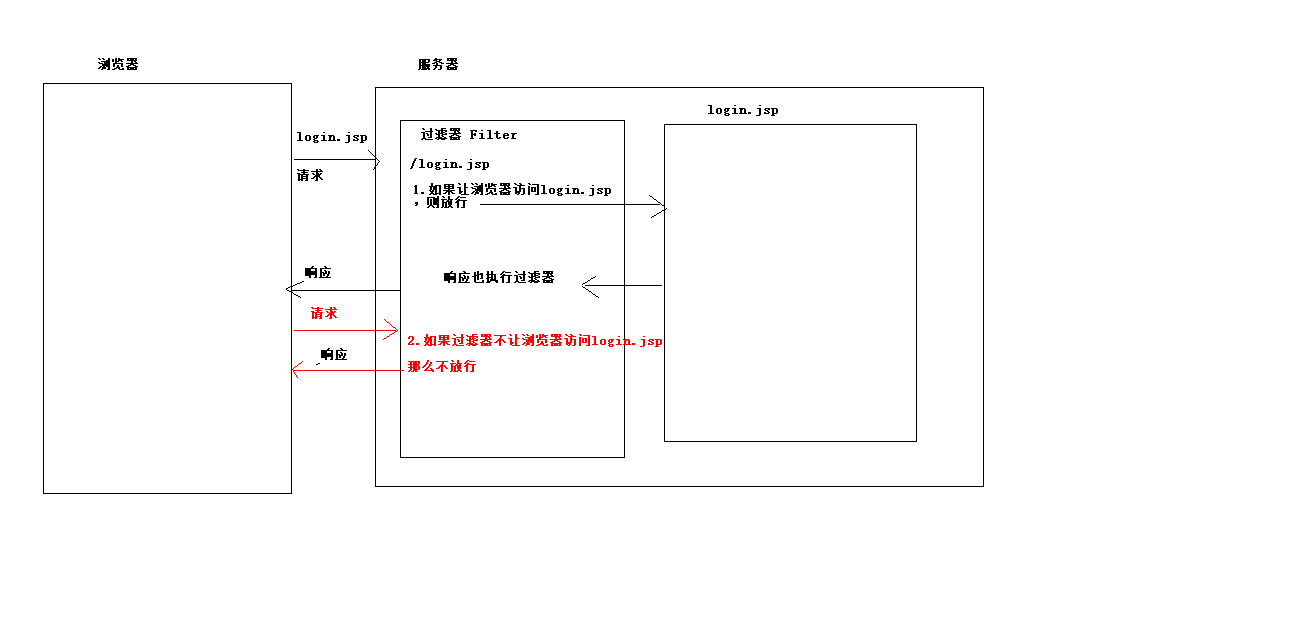 浏览器
服务器
login.jsp
login.jsp
请求
过滤器 Filter
/login.jsp
1.如果让浏览器访问login.jsp
，则放行
响应
响应也执行过滤器
请求
响应
2.如果过滤器不让浏览器访问login.jsp
那么不放行